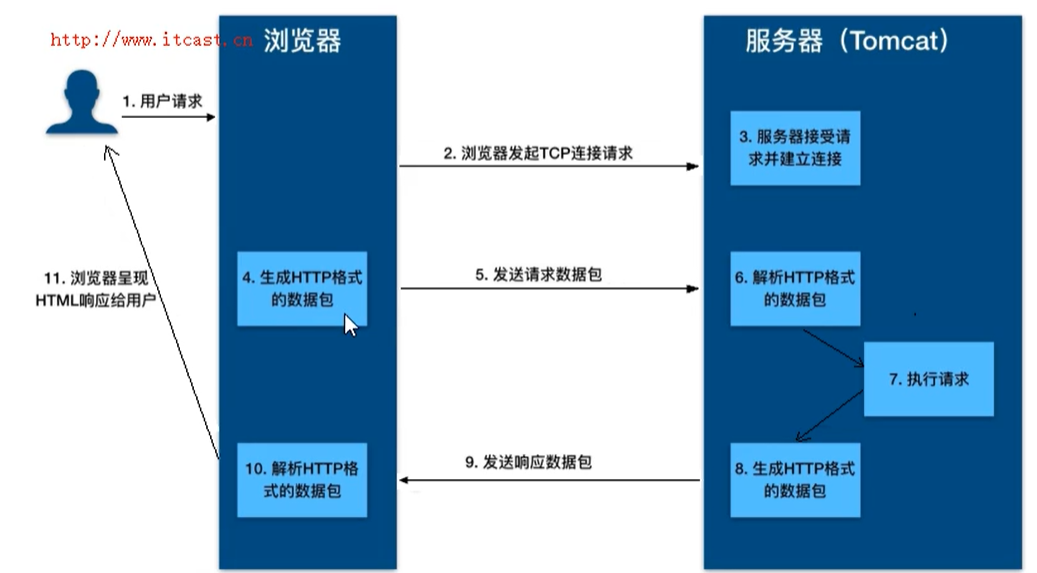 http://www.itcast.cn
浏览器
服务器（Tomcat）
1. 用户请求
2. 浏览器发起TCP连接请求
3. 服务器接受请
求并建立连接
4. 生成HTTP格式
的数据包
5. 发送请求数据包
6. 解析HTTP格式
的数据包
7. 执行请求
8. 生成HTTP格式
的数据包
9. 发送响应数据包
10. 解析HTTP格
式的数据包
11. 浏览器呈现
HTML响应给用户